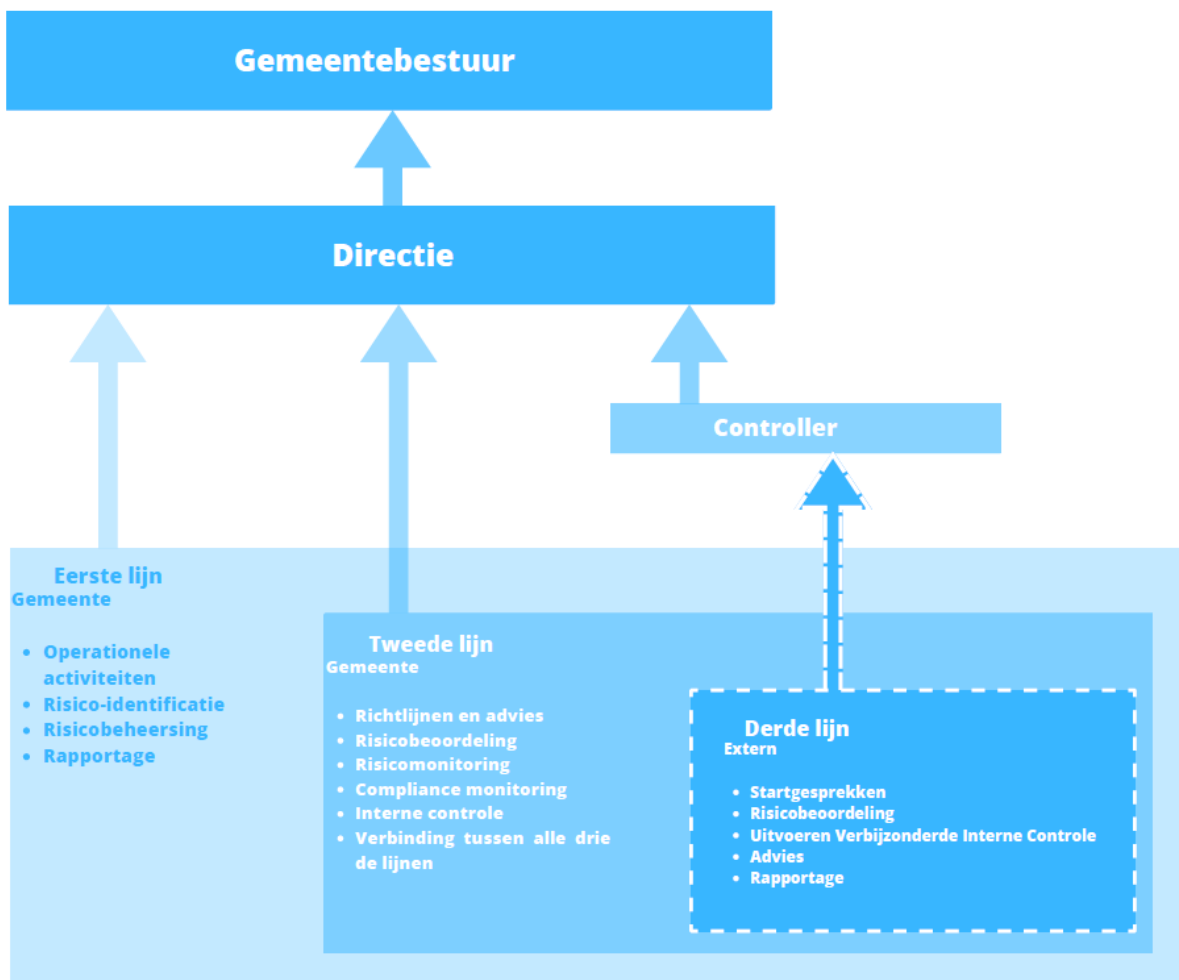 Gemeentebestuur
Directie
Controller
Eerste lijn
Gemeente
• Operationele
activiteiten
• Risico-identificatie
• Risicobeheersing
• Rapportage
Tweede lijn
Gemeente
• Richtlijnen en advies
• Risicobeoordeling
• Risicomonitoring
• Compliance monitoring
• Interne controle
• Verbinding tussen alle drie
de lijnen
Derde lijn
Extern
• Startgesprekken
• Risicobeoordeling
• Uitvoeren Verbijzonderde Interne Controle
• Advies
• Rapportage